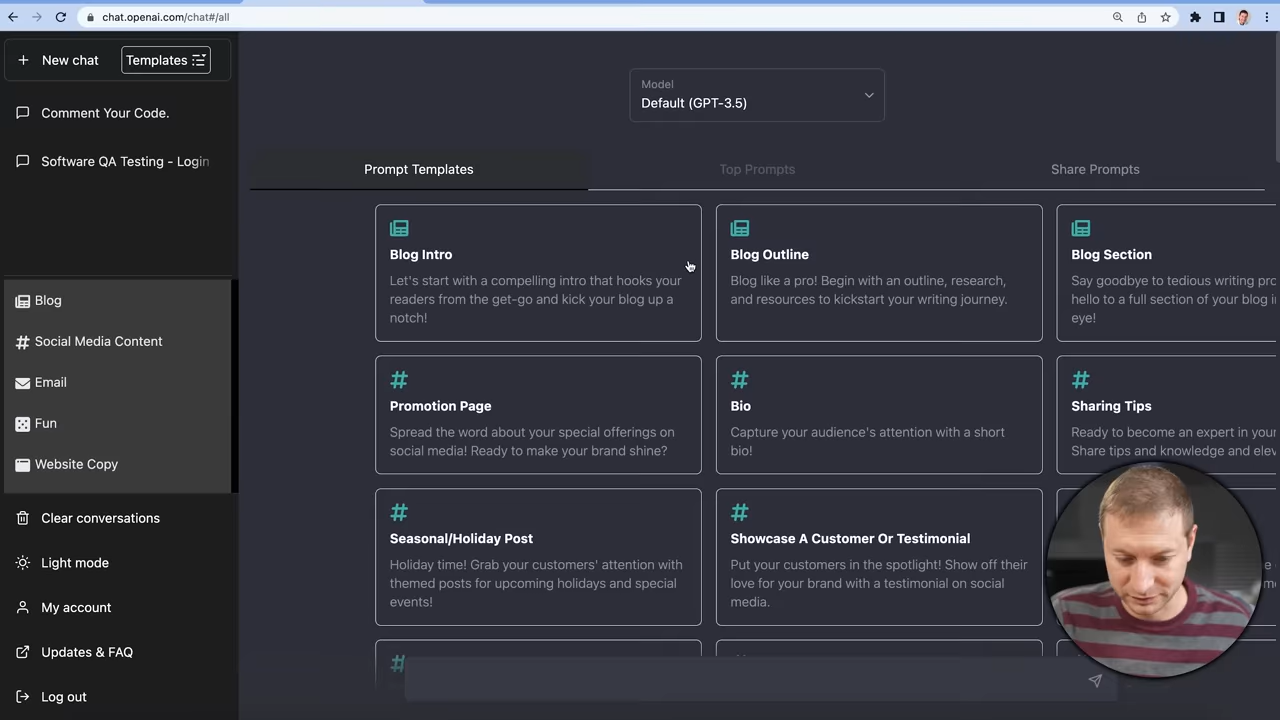 chat.openai.com/chat#/all
New chat
Templates
Comment Your Code.
Software QA Testing - Login
Blog
Social Media Content
Email
Fun
Website Copy
Clear conversations
Light mode
My account
Updates & FAQ
Log out
Model
Default (GPT-3.5)
Prompt Templates
Top Prompts
Share Prompts
Blog Intro
Let's start with a compelling intro that hooks your
readers from the get-go and kick your blog up a
notch!
Blog Outline
Blog like a pro! Begin with an outline, research,
and resources to kickstart your writing journey.
Blog Section
Say goodbye to tedious writing
hello to a full section of your blog
eye!
Promotion Page
Spread the word about your special offerings on
social media! Ready to make your brand shine?
Bio
Capture your audience's attention with a short
bio!
Sharing Tips
Ready to become an expert in your
Share tips and knowledge and
Seasonal/Holiday Post
Holiday time! Grab your customers' attention with
themed posts for upcoming holidays and special
events!
Showcase A Customer Or Testimonial
Put your customers in the spotlight! Show off their
love for your brand with a testimonial on social
media.